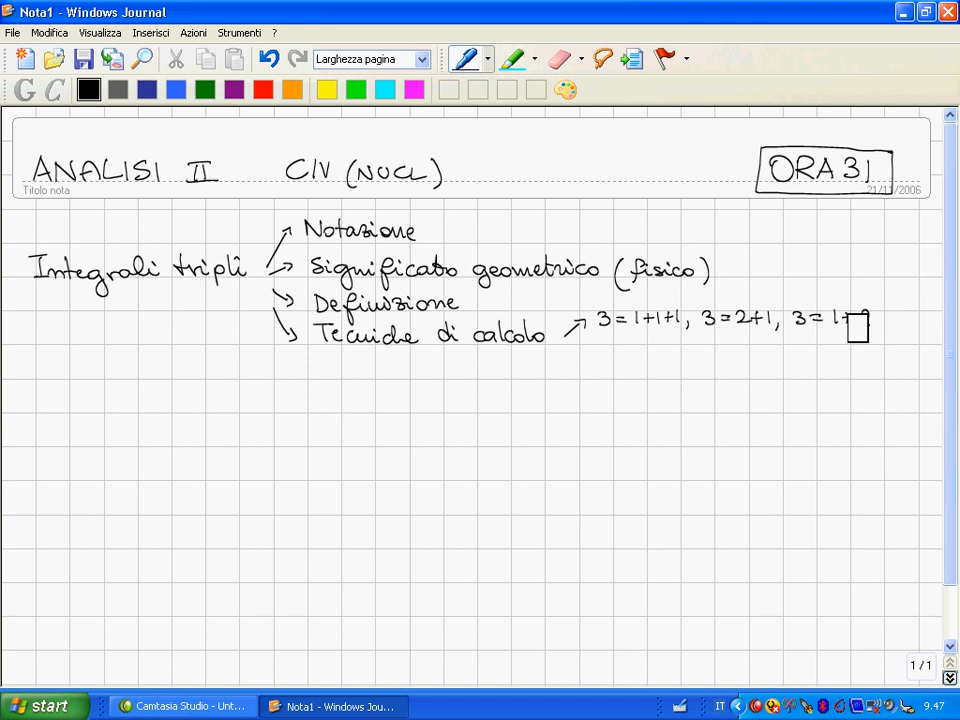 Nota1 - Windows Journal
File Modifica Visualizza Inserisci Azioni Strumenti ?
Larghezza pagina
G C
ANALISI II CIV (NUCL) ORA 31
Titolo nota 21/11/2006
Notazione
Integrali tripli Significato geometrico (fisico)
Definizione
Tecniche di calcolo 3=1+1+1, 3=2+1, 3=1+2
1 / 1
start Camtasia Studio - Unt... Nota1 - Windows Jou... IT 9.47